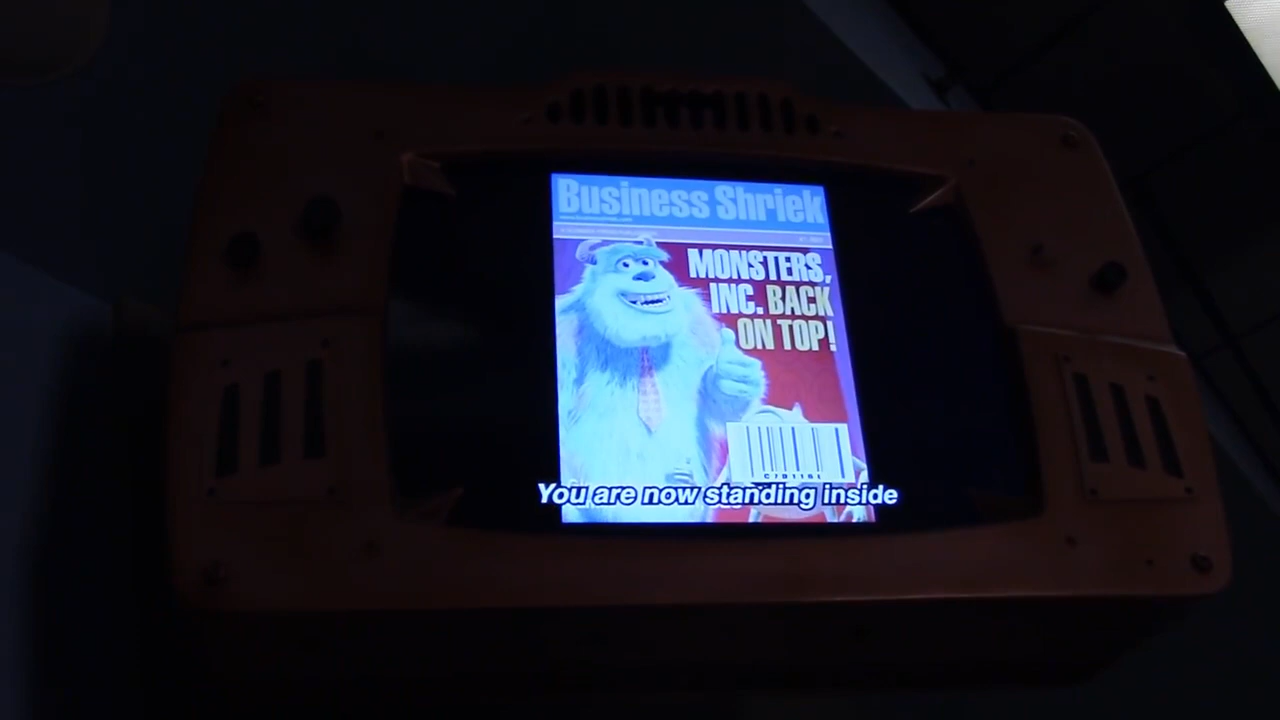 Business Shriek
MONSTERS,
INC. BACK
ON TOP!
You are now standing inside